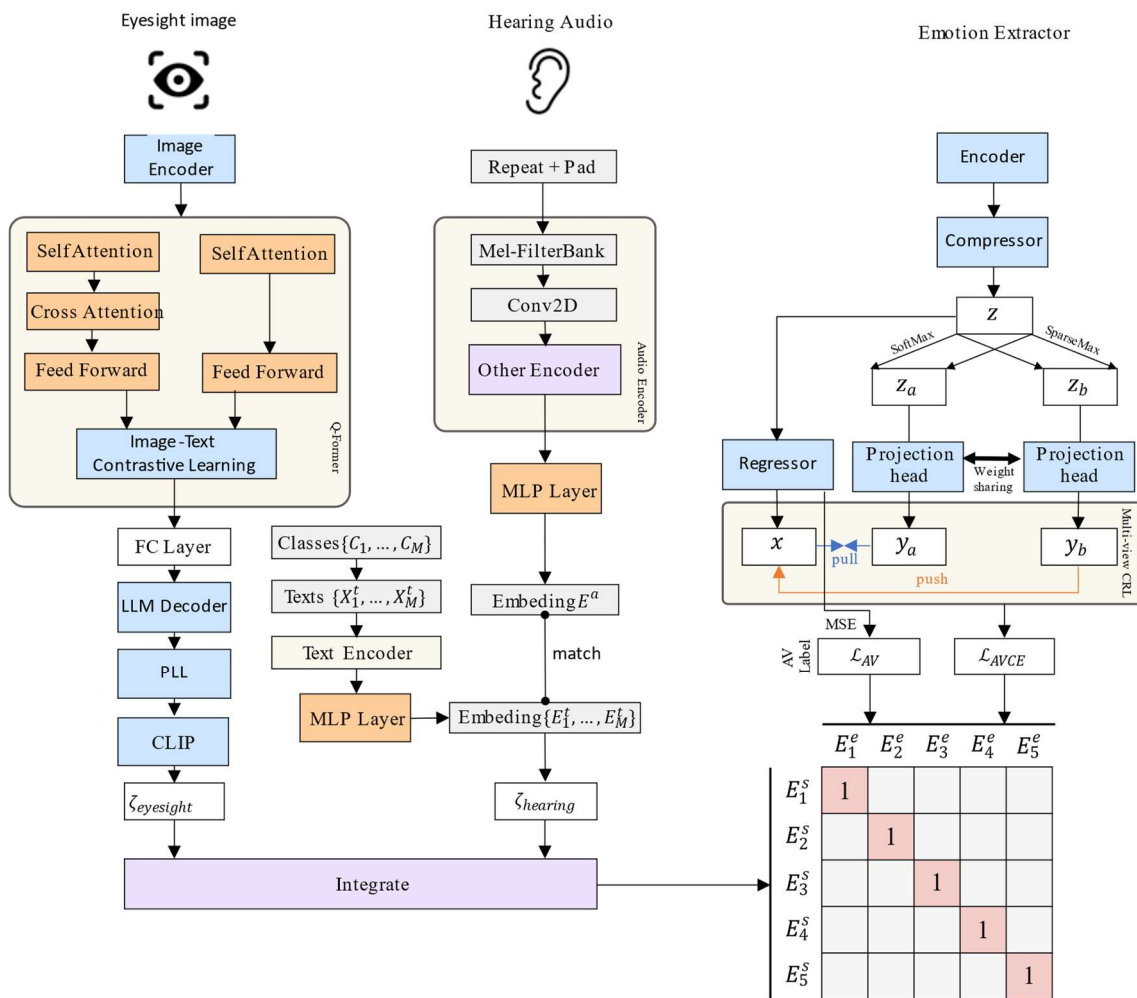 Eyesight image
Hearing Audio
Emotion Extractor
Image
Encoder
SelfAttention
SelfAttention
Cross Attention
Feed Forward
Feed Forward
Image-Text
Contrastive Learning
Q-Former
FC Layer
LLM Decoder
PLL
CLIP
ζ_eyesight
Repeat + Pad
Mel-FilterBank
Conv2D
Other Encoder
Audio Encoder
MLP Layer
Classes{C_1, …, C_M}
Texts {X_1^t, …, X_M^t}
Text Encoder
MLP Layer
Embeding E^a
match
Embeding{E_1^t, …, E_M^t}
ζ_hearing
Integrate
Encoder
Compressor
z
SoftMax
SparseMax
z_a
z_b
Regressor
Projection
head
Weight
sharing
Projection
head
x
pull
y_a
y_b
push
Multi-view CRL
MSE
AV
Label
ℒ_AV
ℒ_AVCE
E_1^e E_2^e E_3^e E_4^e E_5^e
E_1^s 1
E_2^s 1
E_3^s 1
E_4^s 1
E_5^s 1